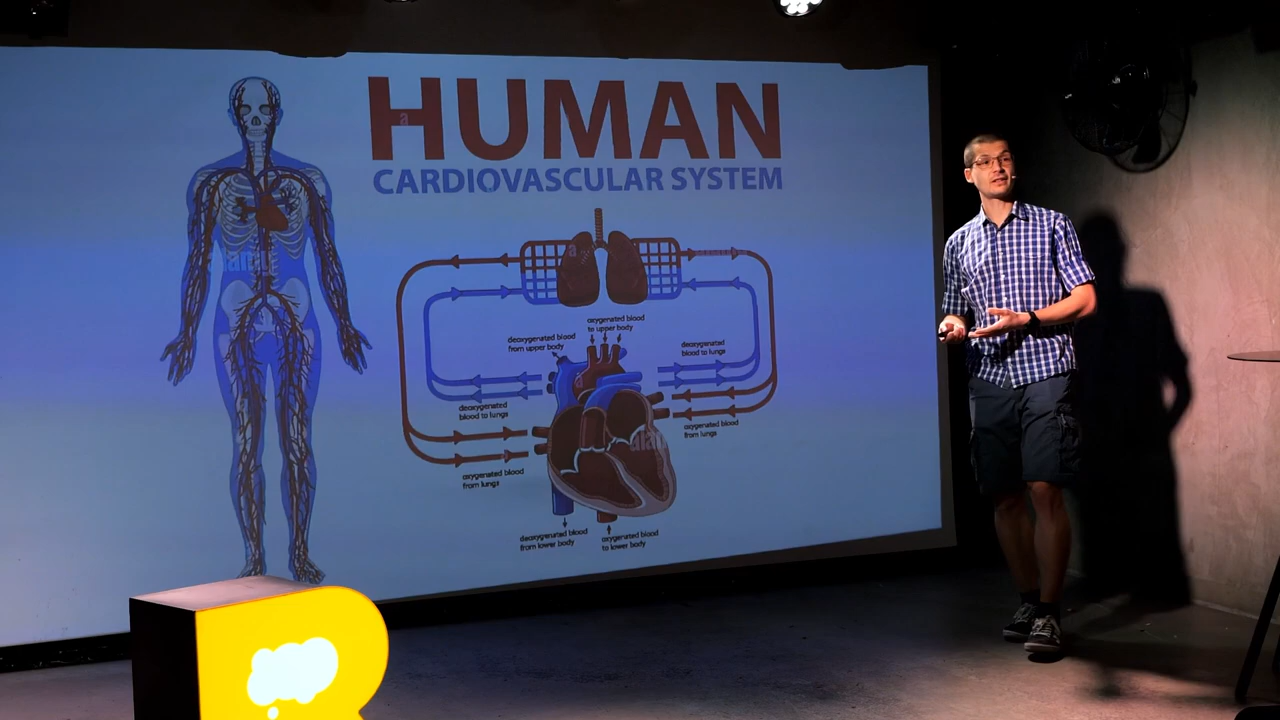 HUMAN
CARDIOVASCULAR SYSTEM
oxygenated blood
to upper body
deoxygenated blood
from upper body
deoxygenated
blood to lungs
deoxygenated
blood to lungs
oxygenated blood
from lungs
oxygenated blood
from lungs
deoxygenated blood
from lower body
oxygenated blood
to lower body